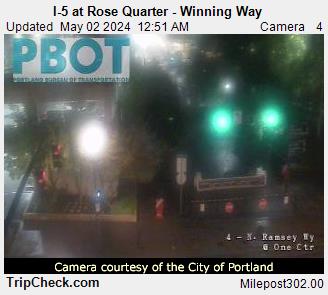 I-5 at Rose Quarter - Winning Way
Updated May 02 2024 12:51 AM Camera 4
PBOT
PORTLAND BUREAU OF TRANSPORTATION
4 - N. Ramsey Wy
@ One Ctr
Camera courtesy of the City of Portland
TripCheck.com Milepost302.00